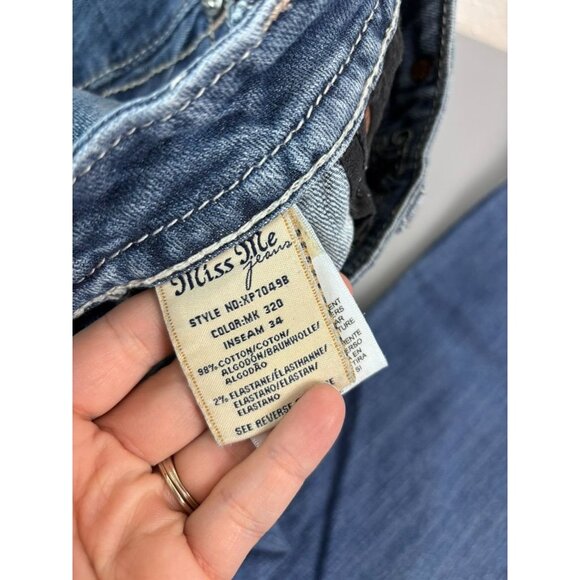 Miss Me
jeans
STYLE NO:XP7049B
COLOR:MK 320
INSEAM 34
98% COTTON/COTON/
ALGODÓN/BAUMWOLLE/
ALGODÃO
2% ELASTANE/ÉLASTHANNE/
ELASTANO/ELASTAN/
ELASTANO
SEE REVERSE